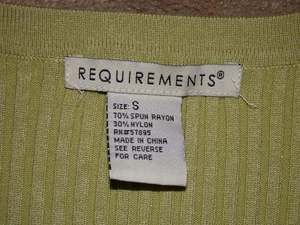 REQUIREMENTS®
SIZE: S
70% SPUN RAYON
30% NYLON
RN#57895
MADE IN CHINA
SEE REVERSE
FOR CARE